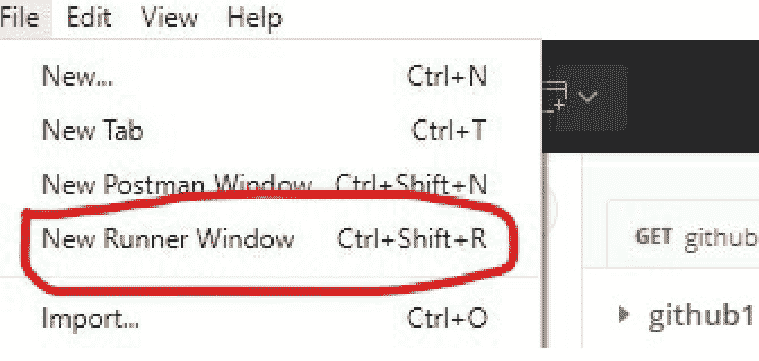 File Edit View Help
New... Ctrl+N
New Tab Ctrl+T
New Postman Window Ctrl+Shift+N
New Runner Window Ctrl+Shift+R
GET github
Import... Ctrl+O
github1